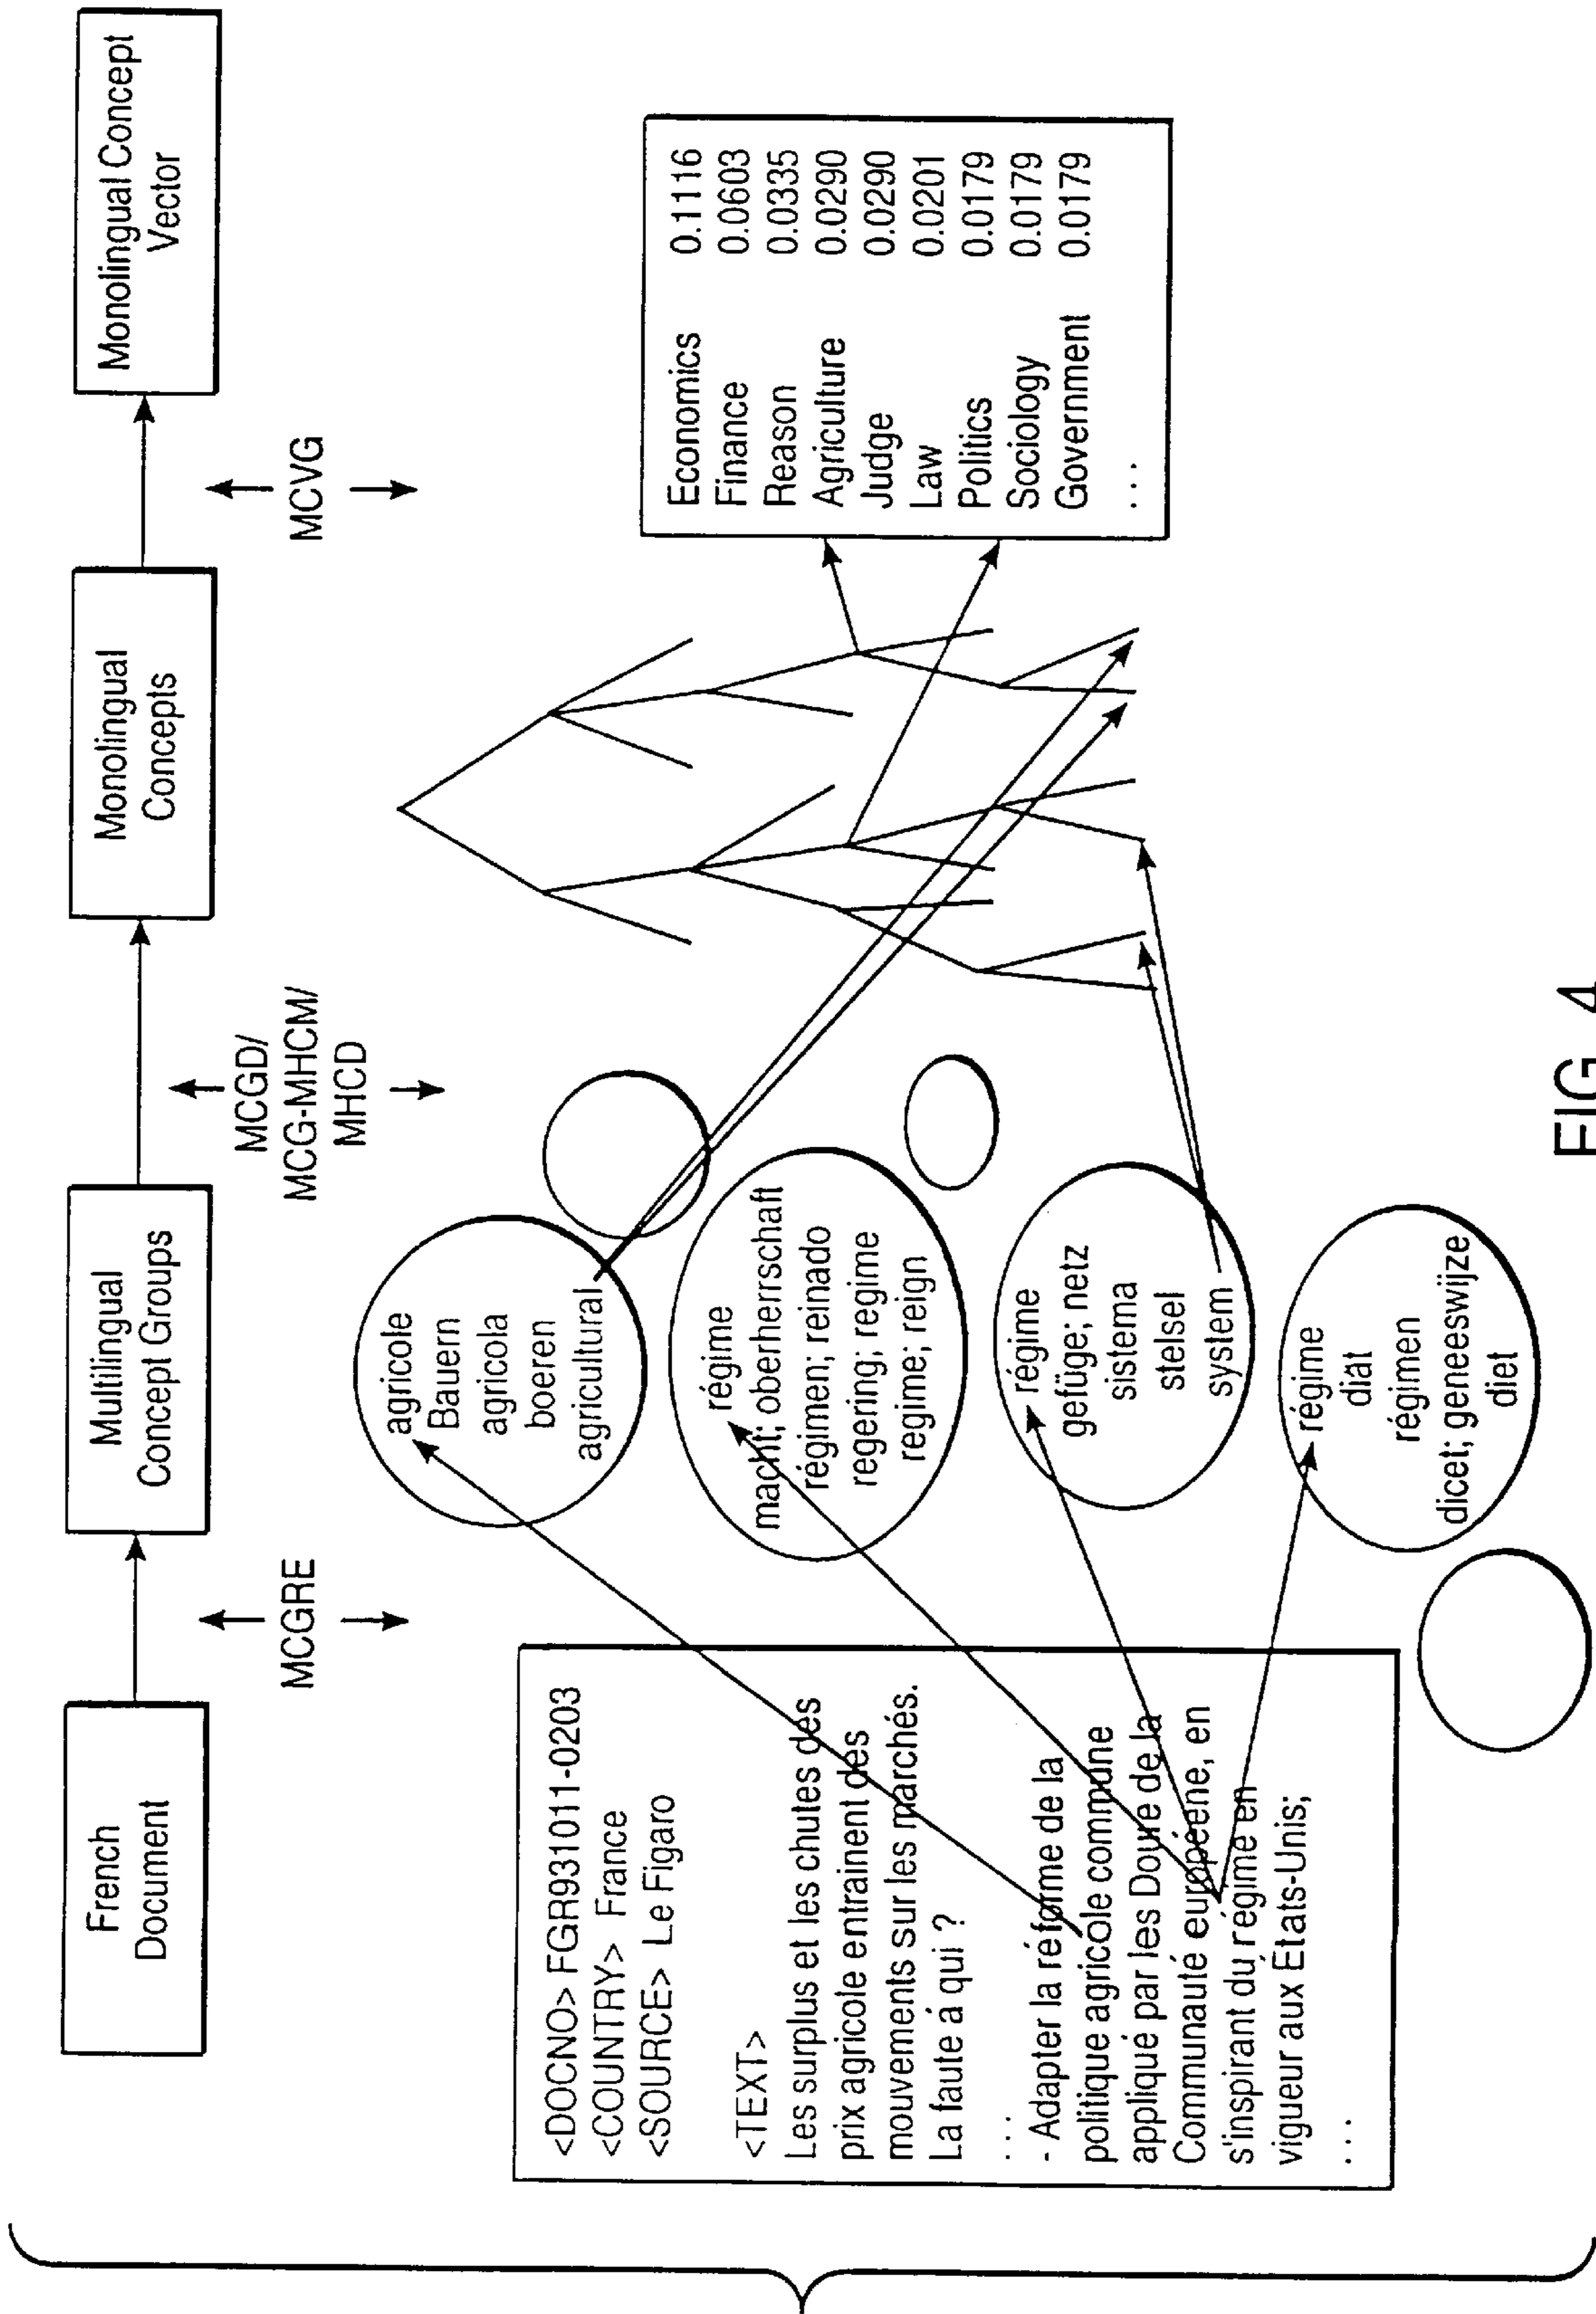 French
Document
Multilingual
Concept Groups
Monolingual
Concepts
Monolingual Concept
Vector
MCGRE
MCGD/
MCG-MHCM/
MHCD
MCVG
<DOCNO> FGR931011-0203
<COUNTRY> France
<SOURCE> Le Figaro
<TEXT>
Les surplus et les chutes des
prix agricole entrainent des
mouvements sur les marchés.
La faute á qui ?
...
- Adapter la réforme de la
politique agricole commune
appliqué par les Doure de la
Communauté européene, en
s'inspirant du régime en
vigueur aux Etats-Unis;
...
agricole
Bauern
agricola
boeren
agricultural
régime
macht; oberherrschaft
régimen; reinado
regering; regime
regime; reign
régime
gefüge; netz
sistema
stelsel
system
régime
diät
régimen
dicet; geneeswijze
diet
Economics 0.1116
Finance 0.0603
Reason 0.0335
Agriculture 0.0290
Judge 0.0290
Law 0.0201
Politics 0.0179
Sociology 0.0179
Government 0.0179
...
FIG. 4